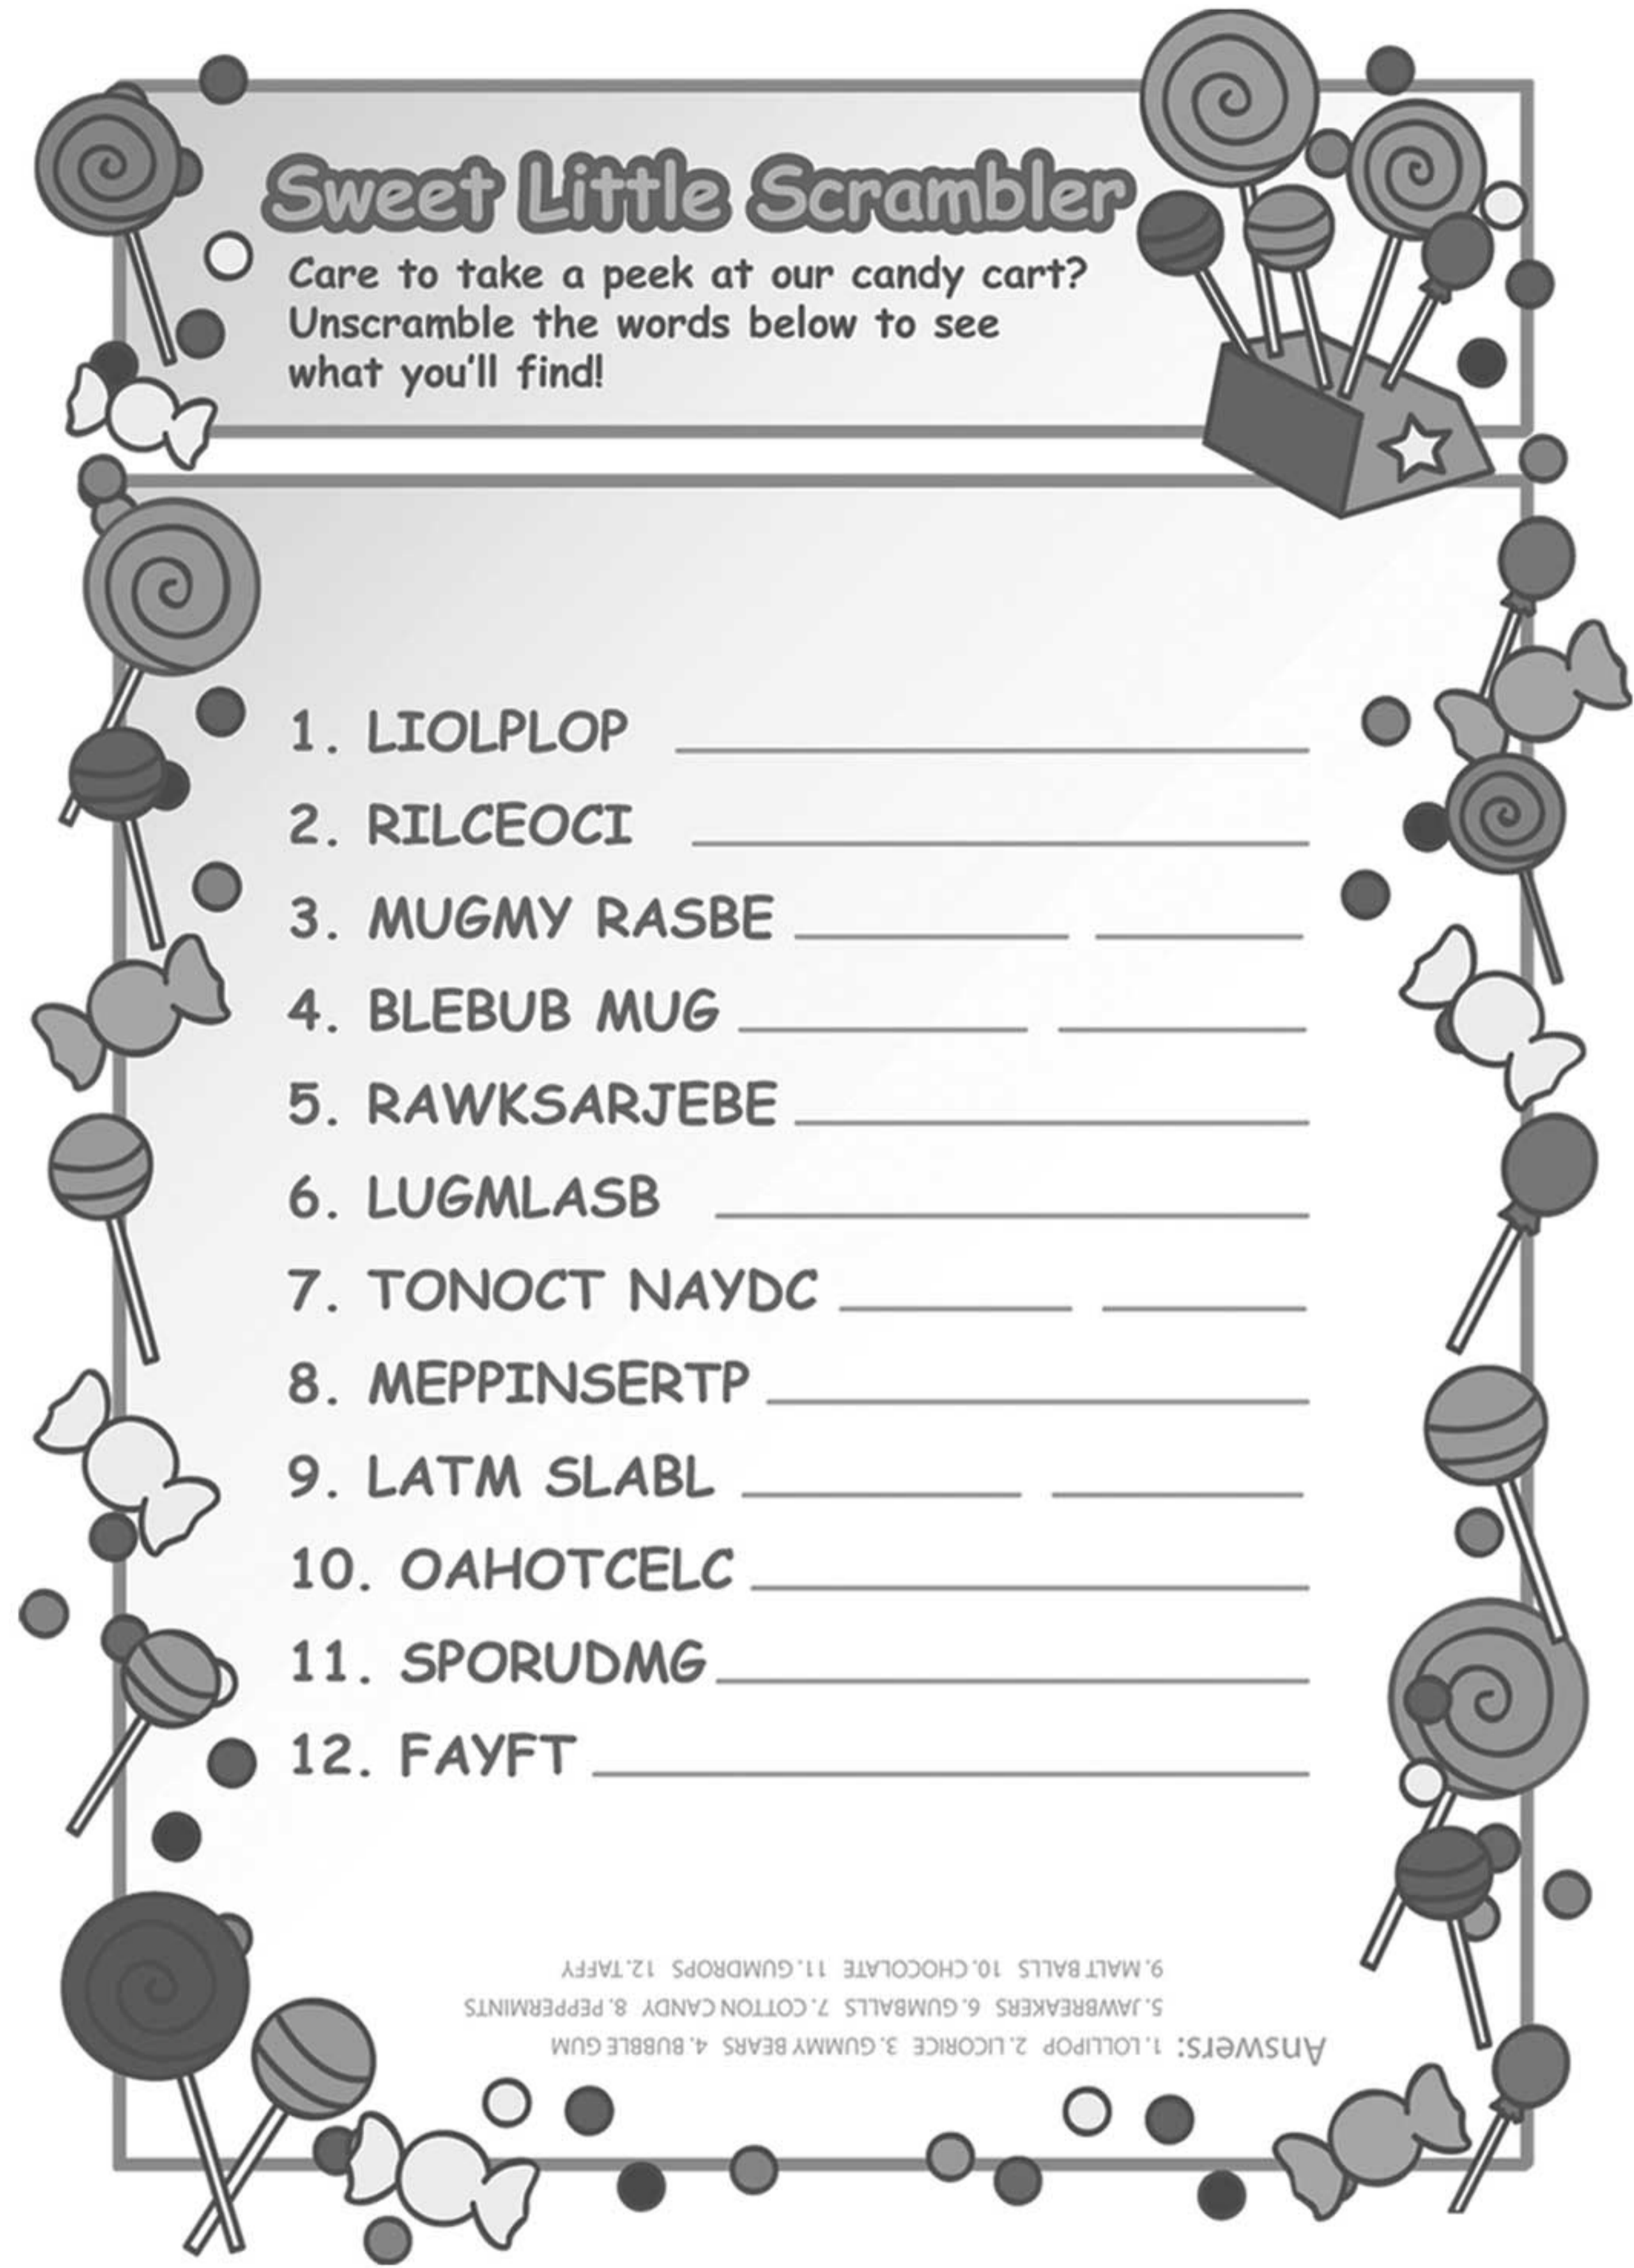 Sweet Little Scrambler
Care to take a peek at our candy cart?
Unscramble the words below to see
what you'll find!
1. LIOLPLOP
2. RILCEOCI
3. MUGMY RASBE
4. BLEBUB MUG
5. RAWKSARJEBE
6. LUGMLASB
7. TONOCT NAYDC
8. MEPPINSERTP
9. LATM SLABL
10. OAHOTCELC
11. SPORUDMG
12. FAYFT
Answers: 1. LOLLIPOP 2. LICORICE 3. GUMMY BEARS 4. BUBBLE GUM
5. JAWBREAKERS 6. GUMBALLS 7. COTTON CANDY 8. PEPPERMINTS
9. MALT BALLS 10. CHOCOLATE 11. GUMDROPS 12. TAFFY